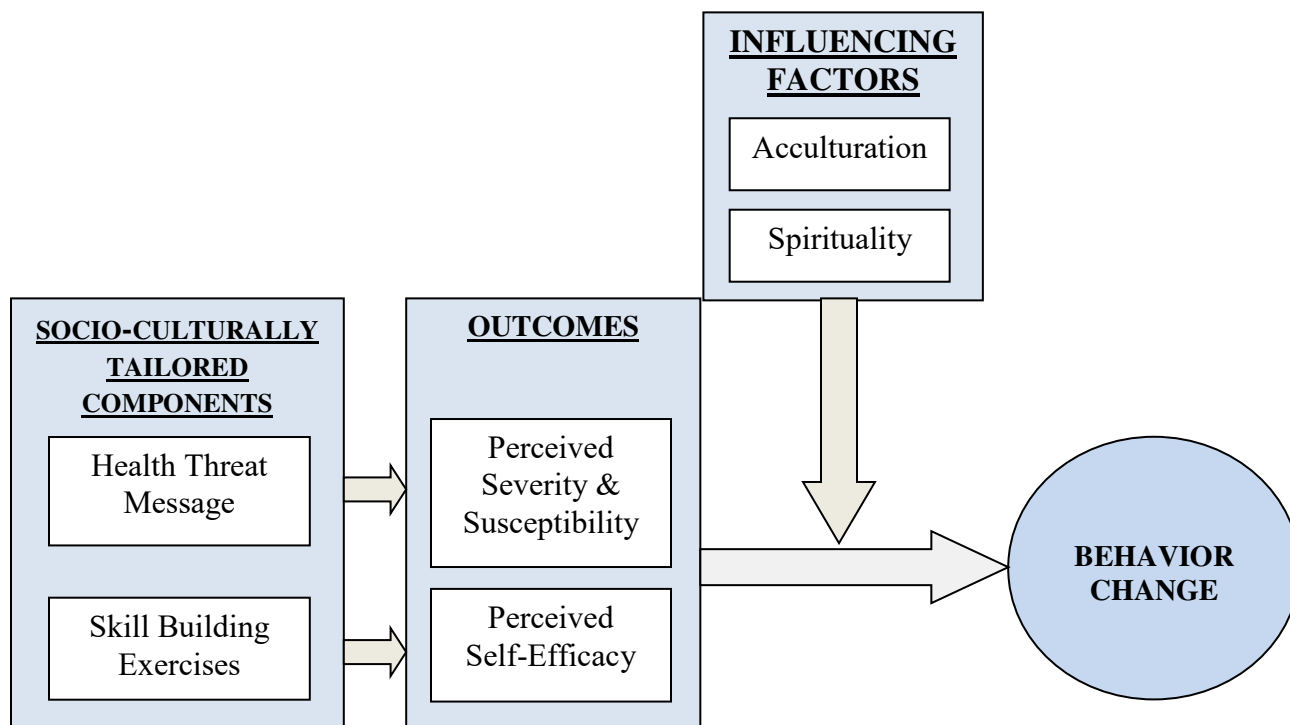 INFLUENCING
FACTORS
Acculturation
Spirituality
SOCIO-CULTURALLY
TAILORED
COMPONENTS
Health Threat
Message
Skill Building
Exercises
OUTCOMES
Perceived
Severity &
Susceptibility
Perceived
Self-Efficacy
BEHAVIOR
CHANGE